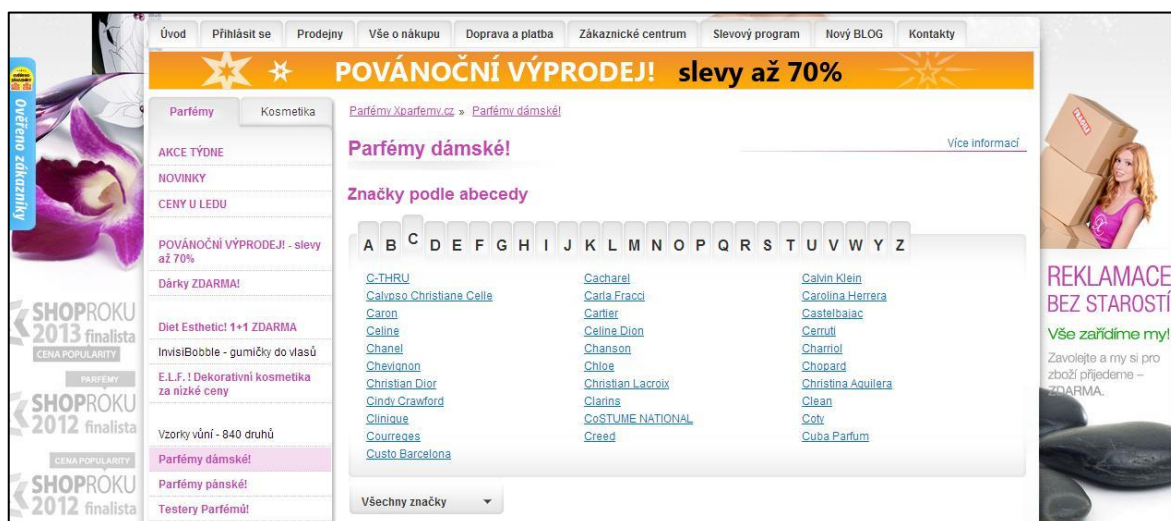 Úvod Přihlásit se Prodejny Vše o nákupu Doprava a platba Zákaznické centrum Slevový program Nový BLOG Kontakty
POVÁNOČNÍ VÝPRODEJ! slevy až 70%
Ověřeno zákazníky
Parfémy Kosmetika
AKCE TÝDNE
NOVINKY
CENY U LEDU
POVÁNOČNÍ VÝPRODEJ! - slevy
až 70%
Dárky ZDARMA!
Diet Esthetic! 1+1 ZDARMA
InvisiBobble - gumičky do vlasů
E.L.F. ! Dekorativní kosmetika
za nízké ceny
Vzorky vůní - 840 druhů
Parfémy dámské!
Parfémy pánské!
Testery Parfémů!
Parfémy Xparfemy.cz » Parfémy dámské!
Parfémy dámské!
Více informací
Značky podle abecedy
A B C D E F G H I J K L M N O P Q R S T U V W Y Z
C-THRU Cacharel Calvin Klein
Calypso Christiane Celle Carla Fracci Carolina Herrera
Caron Cartier Castelbajac
Celine Celine Dion Cerruti
Chanel Chanson Charriol
Chevignon Chloe Chopard
Christian Dior Christian Lacroix Christina Aguilera
Cindy Crawford Clarins Clean
Clinique CoSTUME NATIONAL Coty
Courreges Creed Cuba Parfum
Custo Barcelona
Všechny značky
SHOPROKU
2013 finalista
CENA POPULARITY
PARFÉMY
SHOPROKU
2012 finalista
CENA POPULARITY
SHOPROKU
2012 finalista
FRAGILE
REKLAMACE
BEZ STAROSTÍ
Vše zařídíme my!
Zavolejte a my si pro
zboží přijedeme –
ZDARMA.